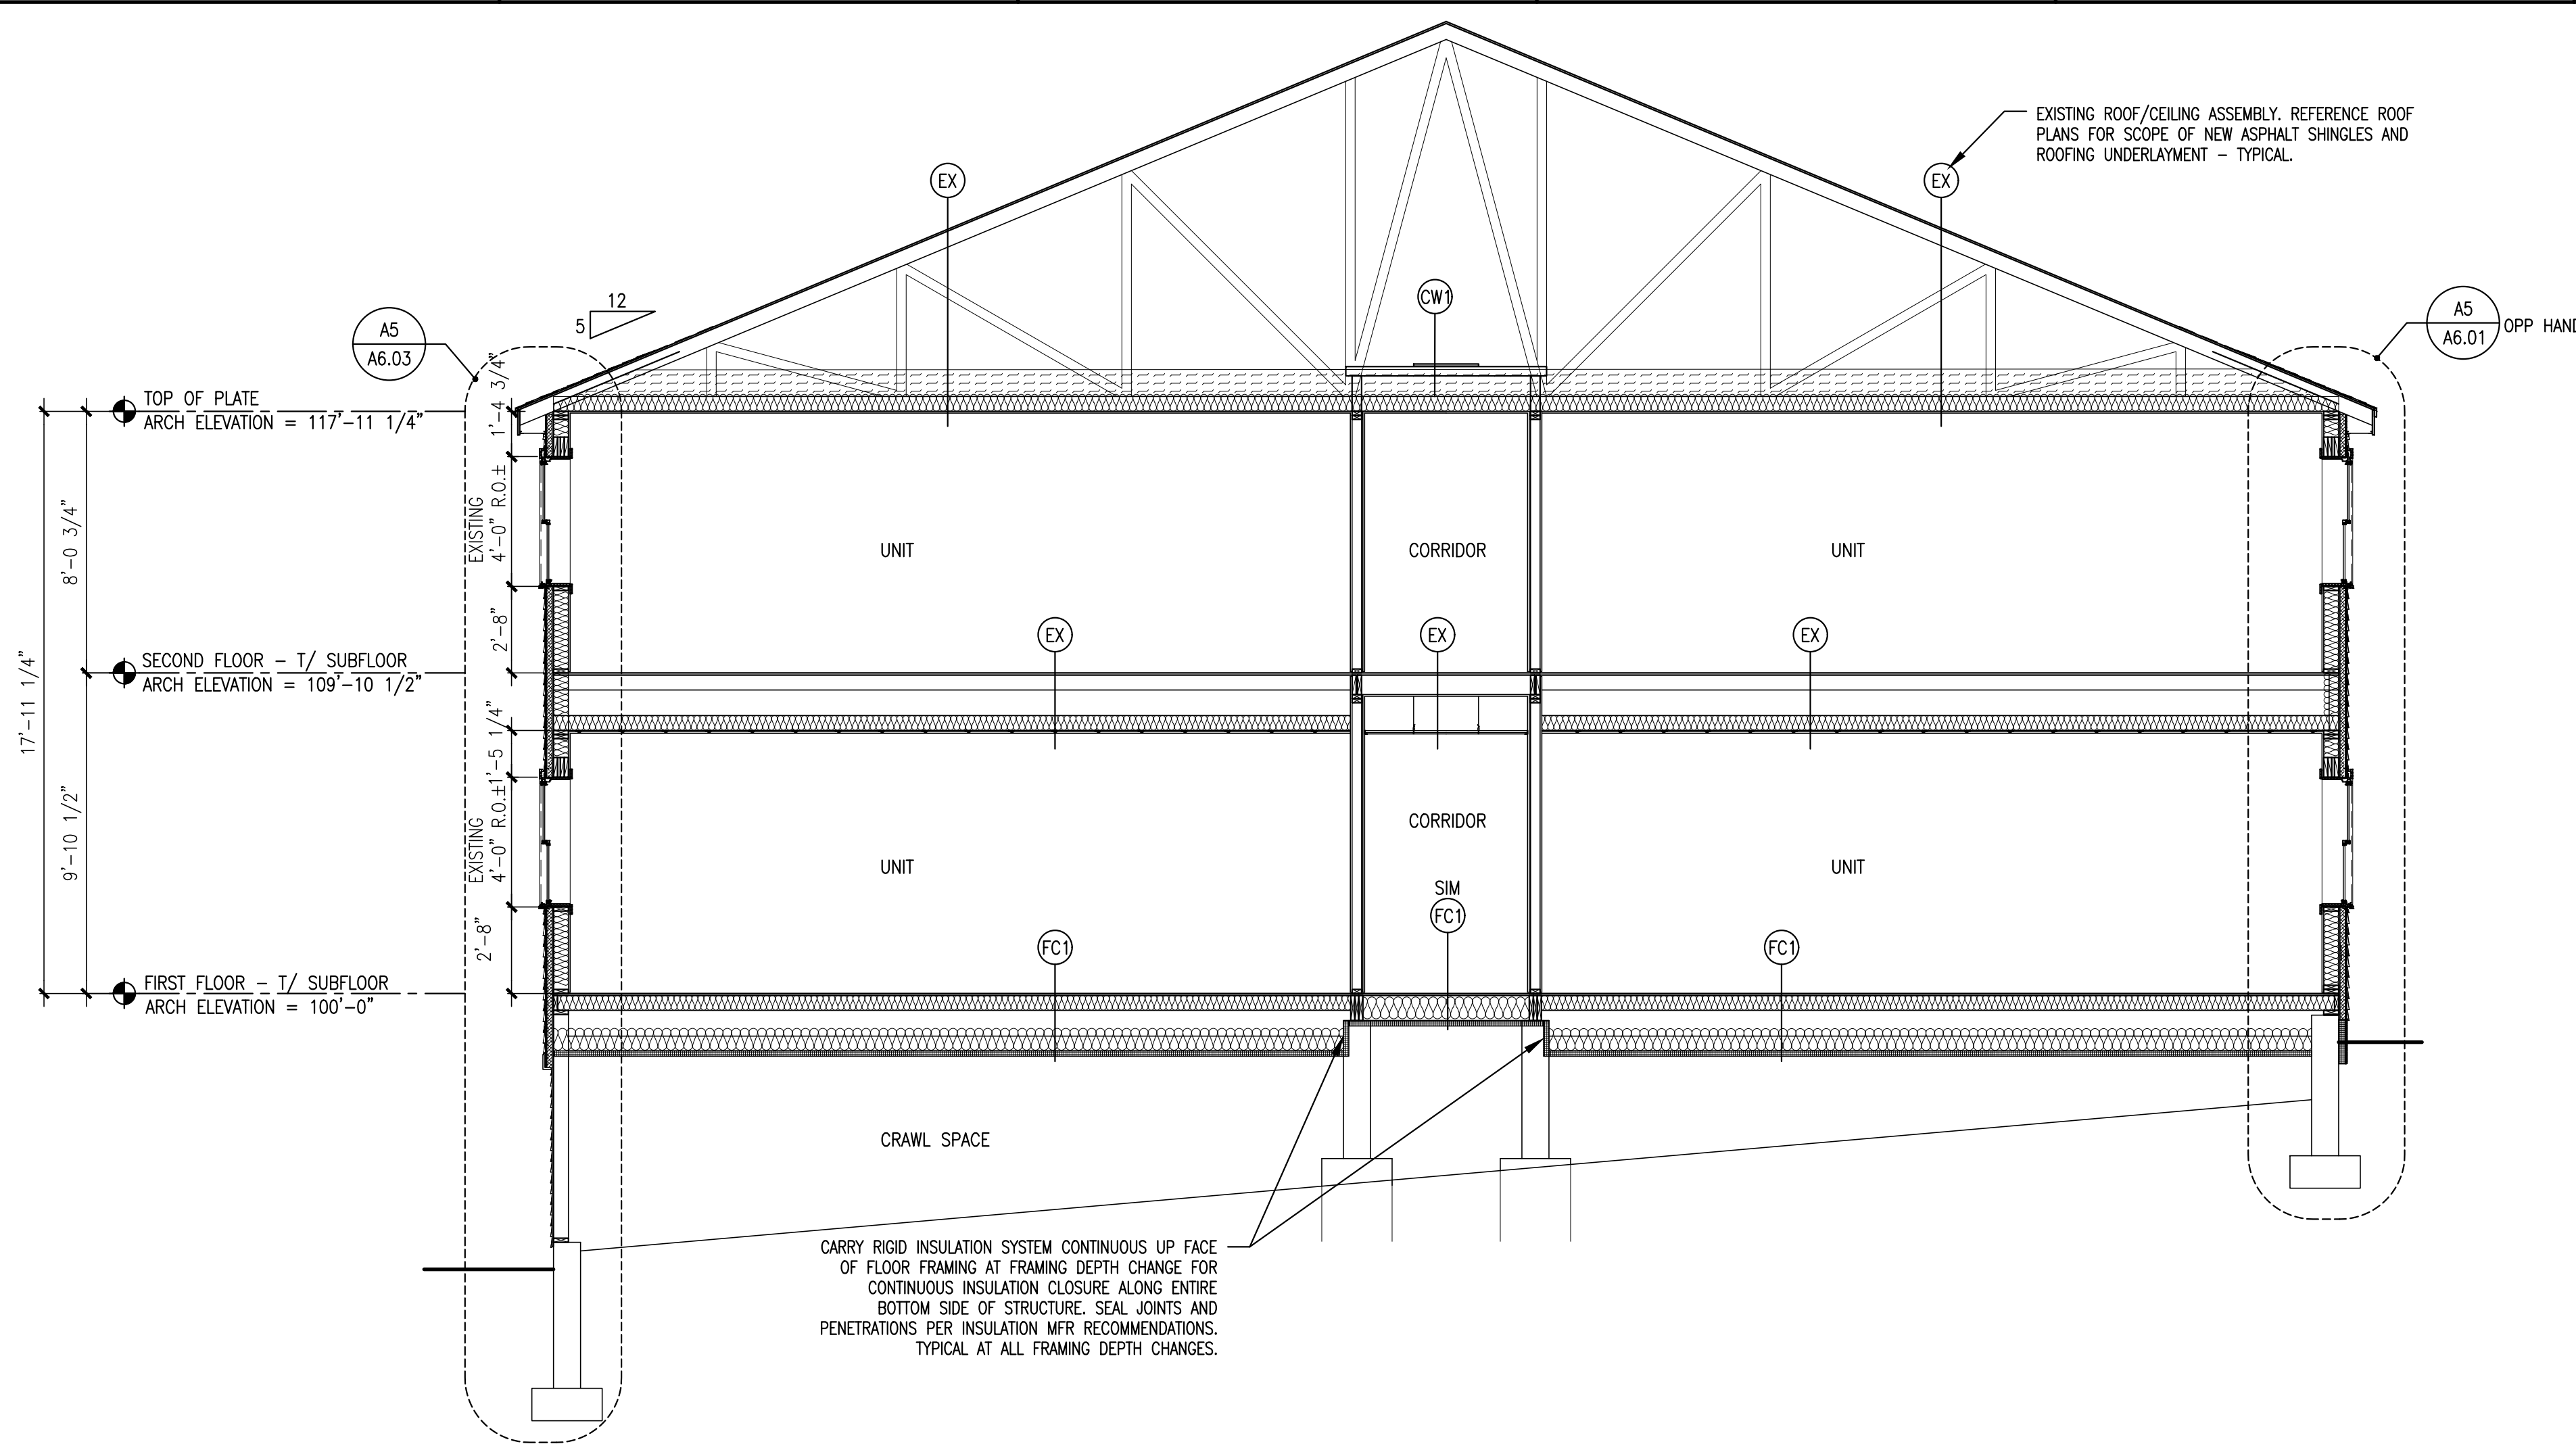 EXISTING ROOF/CEILING ASSEMBLY. REFERENCE ROOF
PLANS FOR SCOPE OF NEW ASPHALT SHINGLES AND
ROOFING UNDERLAYMENT – TYPICAL.
EX
EX
CW1
12
5
A5
A6.03
A5
A6.01
OPP HAND
TOP OF PLATE
ARCH ELEVATION = 117'-11 1/4"
1'-4 3/4"
EXISTING
4'-0" R.O.±
8'-0 3/4"
2'-8"
UNIT
CORRIDOR
UNIT
EX
EX
EX
SECOND FLOOR – T/ SUBFLOOR
ARCH ELEVATION = 109'-10 1/2"
17'-11 1/4"
1'-5 1/4"
EXISTING
4'-0" R.O.±
9'-10 1/2"
2'-8"
CORRIDOR
UNIT
UNIT
SIM
FC1
FC1
FC1
FIRST FLOOR – T/ SUBFLOOR
ARCH ELEVATION = 100'-0"
CRAWL SPACE
CARRY RIGID INSULATION SYSTEM CONTINUOUS UP FACE
OF FLOOR FRAMING AT FRAMING DEPTH CHANGE FOR
CONTINUOUS INSULATION CLOSURE ALONG ENTIRE
BOTTOM SIDE OF STRUCTURE. SEAL JOINTS AND
PENETRATIONS PER INSULATION MFR RECOMMENDATIONS.
TYPICAL AT ALL FRAMING DEPTH CHANGES.